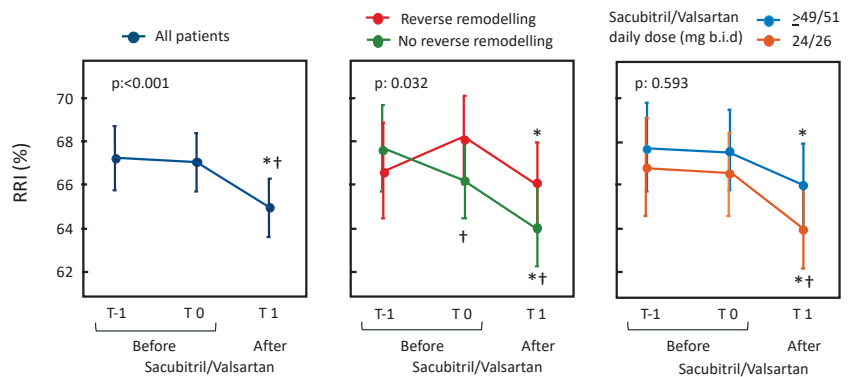 All patients
Reverse remodelling
No reverse remodelling
Sacubitril/Valsartan
daily dose (mg b.i.d)
≥49/51
24/26
RRI (%)
70
68
66
64
62
p:<0.001
*†
T-1
T 0
T 1
Before
After
Sacubitril/Valsartan
p: 0.032
*
†
*†
T-1
T 0
T 1
Before
After
Sacubitril/Valsartan
p: 0.593
*
*†
T-1
T 0
T 1
Before
After
Sacubitril/Valsartan